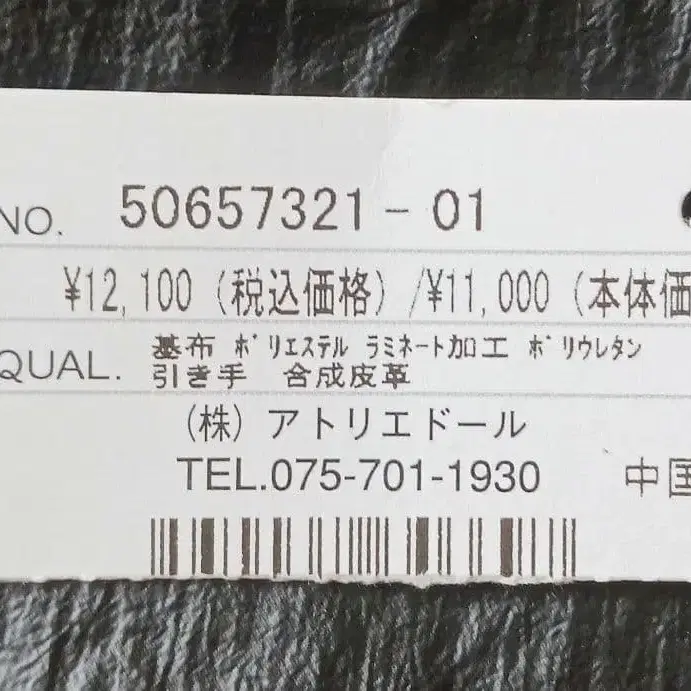 NO. 50657321-01
¥12,100 (税込価格) /¥11,000 (本体価
QUAL. 基布 ﾎﾟﾘｴｽﾃﾙ ﾗﾐﾈｰﾄ加工 ﾎﾟﾘｳﾚﾀﾝ
引き手 合成皮革
(株) アトリエドール
TEL.075-701-1930 中国